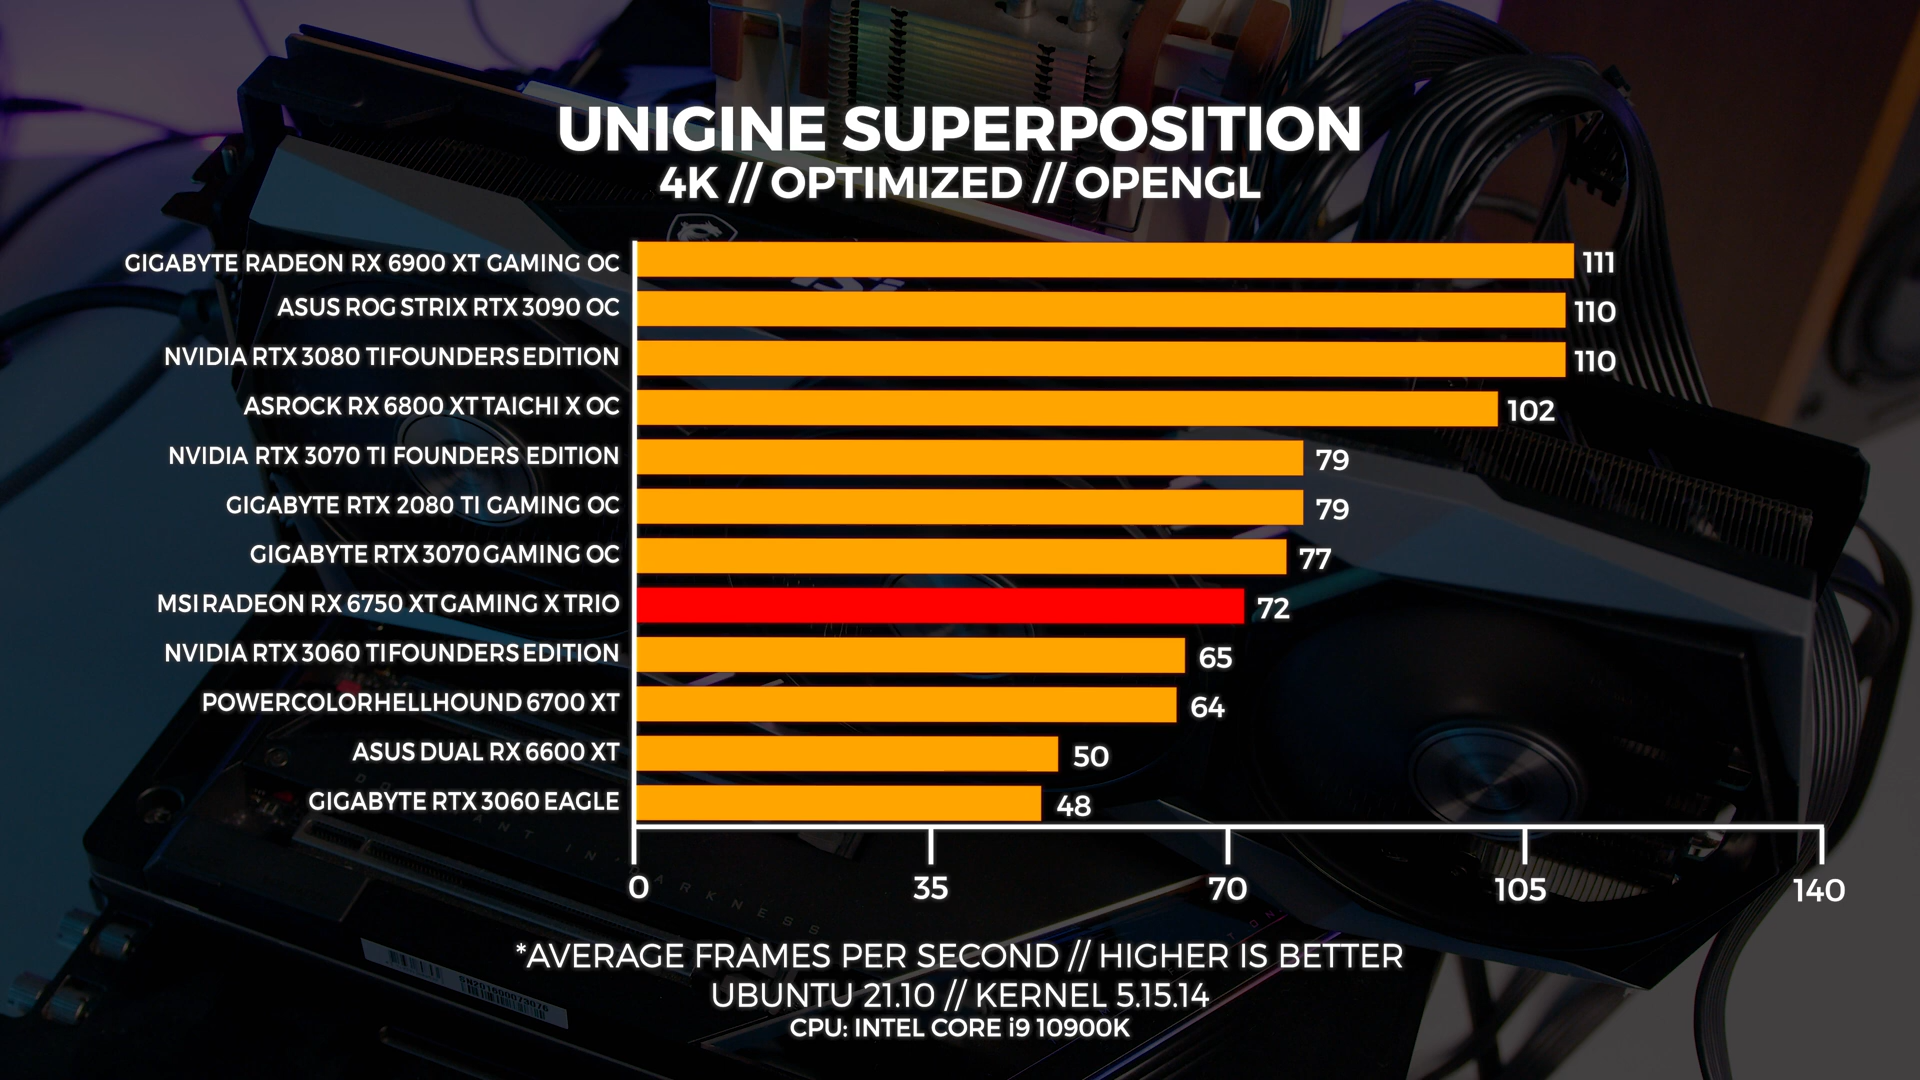 UNIGINE SUPERPOSITION
4K // OPTIMIZED // OPENGL
GIGABYTE RADEON RX 6900 XT GAMING OC 111
ASUS ROG STRIX RTX 3090 OC 110
NVIDIA RTX 3080 TI FOUNDERS EDITION 110
ASROCK RX 6800 XT TAICHI X OC 102
NVIDIA RTX 3070 TI FOUNDERS EDITION 79
GIGABYTE RTX 2080 TI GAMING OC 79
GIGABYTE RTX 3070 GAMING OC 77
MSI RADEON RX 6750 XT GAMING X TRIO 72
NVIDIA RTX 3060 TI FOUNDERS EDITION 65
POWERCOLOR HELLHOUND 6700 XT 64
ASUS DUAL RX 6600 XT 50
GIGABYTE RTX 3060 EAGLE 48
0 35 70 105 140
*AVERAGE FRAMES PER SECOND // HIGHER IS BETTER
UBUNTU 21.10 // KERNEL 5.15.14
CPU: INTEL CORE i9 10900K